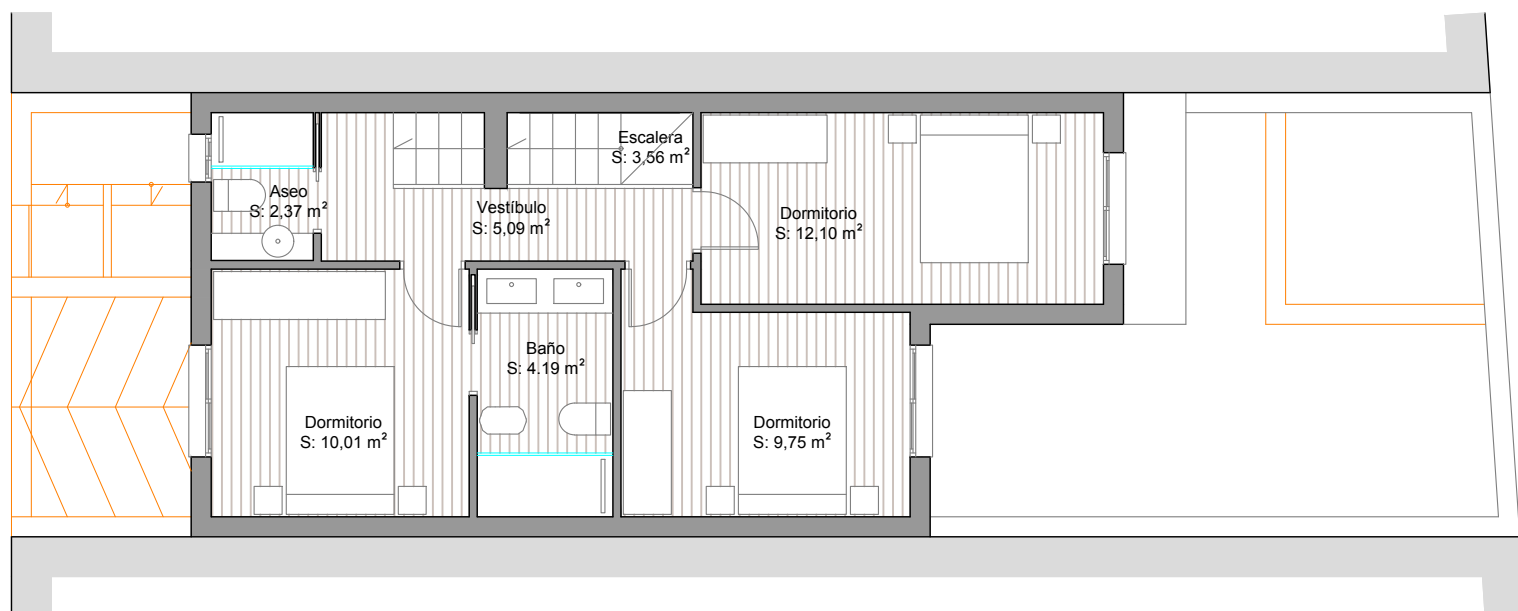 Escalera
S: 3,56 m²
Aseo
S: 2,37 m²
Vestíbulo
S: 5,09 m²
Dormitorio
S: 12,10 m²
Baño
S: 4.19 m²
Dormitorio
S: 10,01 m²
Dormitorio
S: 9,75 m²